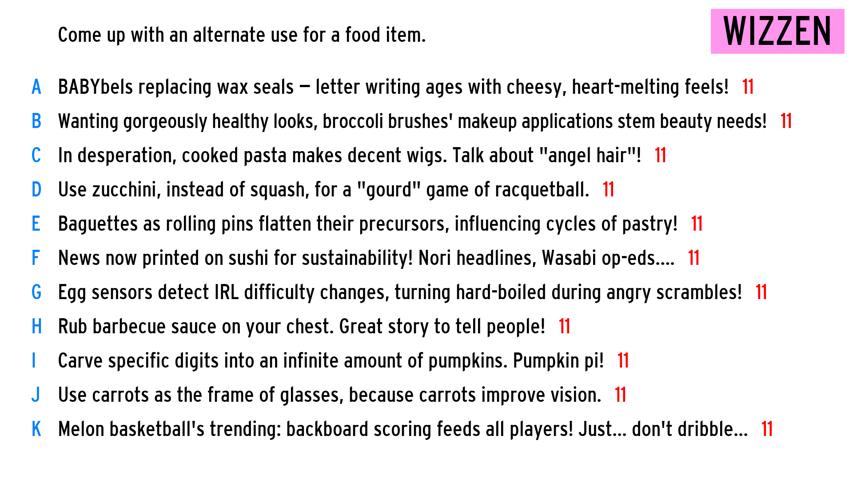 Come up with an alternate use for a food item.
WIZZEN
A BABYbels replacing wax seals – letter writing ages with cheesy, heart-melting feels! 11
B Wanting gorgeously healthy looks, broccoli brushes' makeup applications stem beauty needs! 11
C In desperation, cooked pasta makes decent wigs. Talk about "angel hair"! 11
D Use zucchini, instead of squash, for a "gourd" game of racquetball. 11
E Baguettes as rolling pins flatten their precursors, influencing cycles of pastry! 11
F News now printed on sushi for sustainability! Nori headlines, Wasabi op-eds.... 11
G Egg sensors detect IRL difficulty changes, turning hard-boiled during angry scrambles! 11
H Rub barbecue sauce on your chest. Great story to tell people! 11
I Carve specific digits into an infinite amount of pumpkins. Pumpkin pi! 11
J Use carrots as the frame of glasses, because carrots improve vision. 11
K Melon basketball's trending: backboard scoring feeds all players! Just... don't dribble... 11